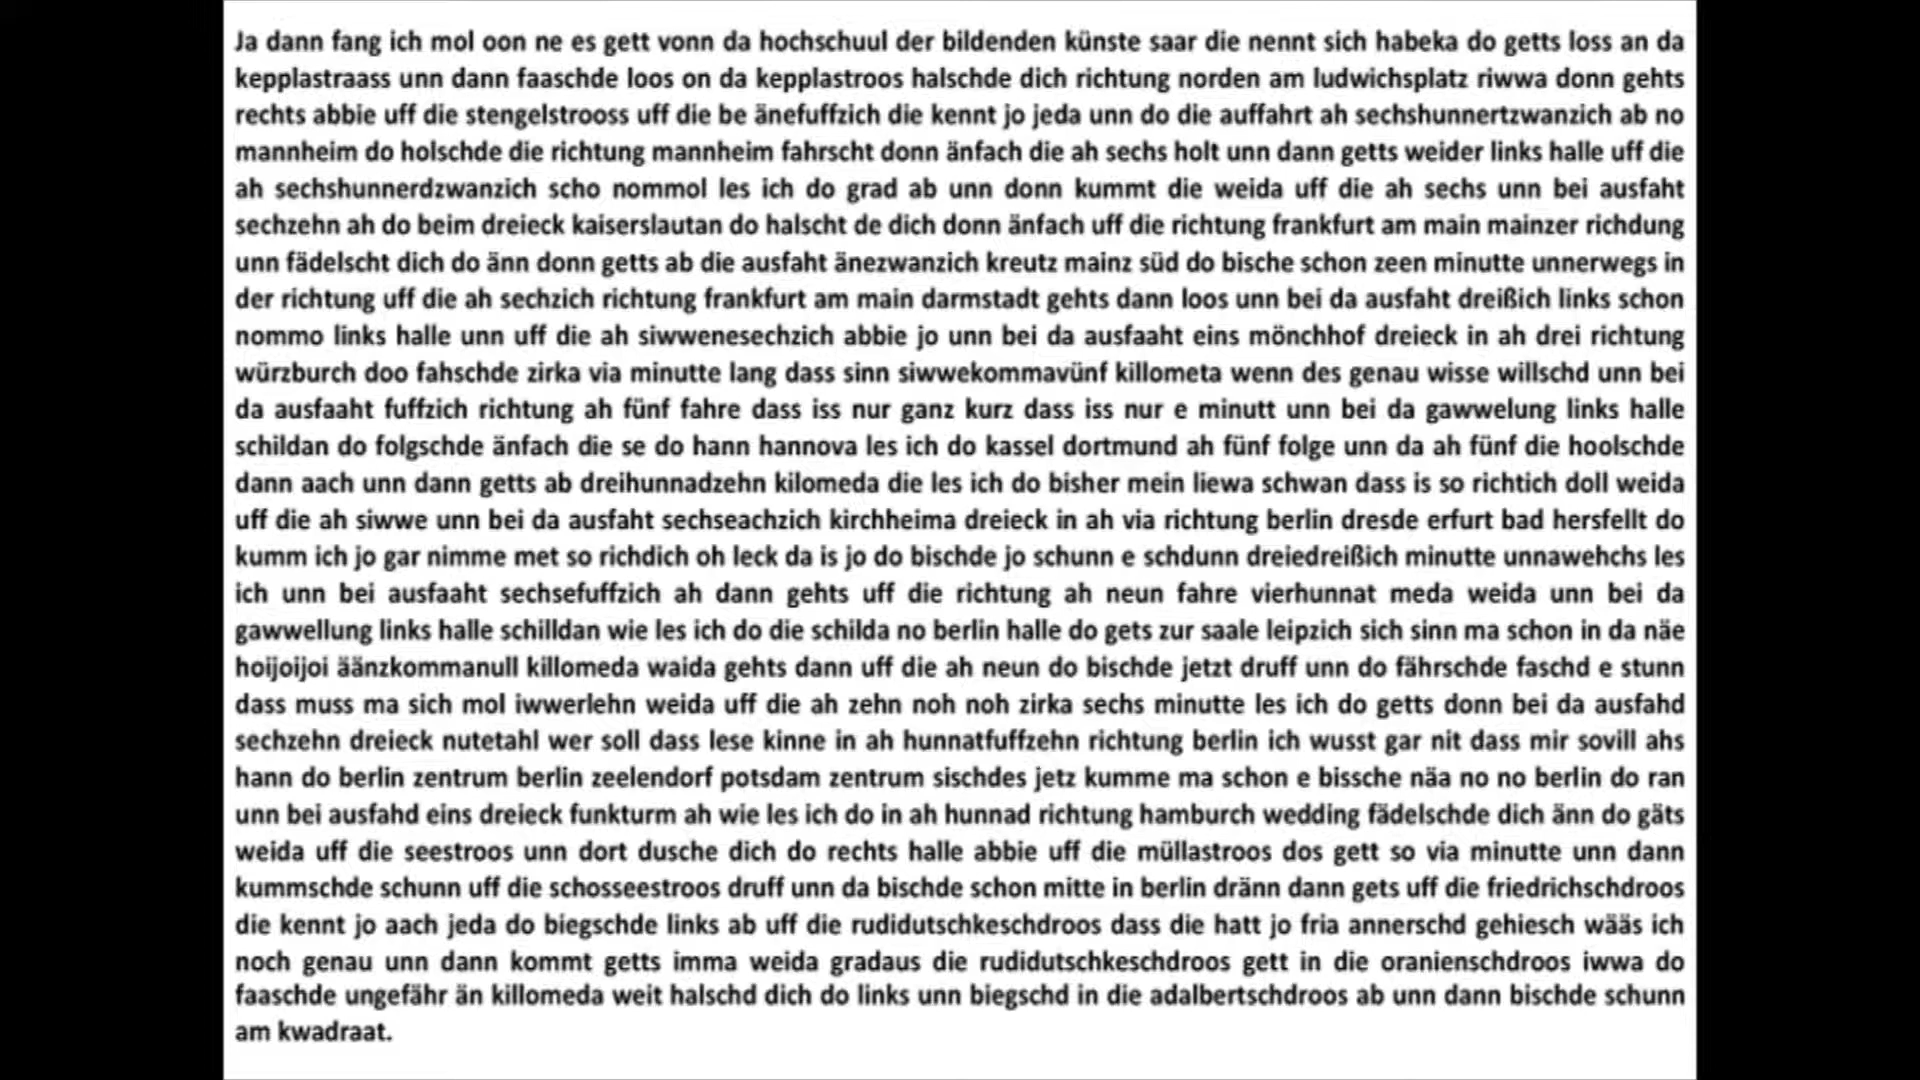 Ja dann fang ich mol oon ne es gett vonn da hochschuul der bildenden künste saar die nennt sich habeka do getts loss an da
kepplastraass unn dann faaschde loos on da kepplastroos halschde dich richtung norden am ludwichsplatz riwwa donn gehts
rechts abbie uff die stengelstrooss uff die be änefuffzich die kennt jo jeda unn do die auffahrt ah sechshunnertzwanzich ab no
mannheim do holschde die richtung mannheim fahrscht donn änfach die ah sechs holt unn dann getts weider links halle uff die
ah sechshunnerdzwanzich scho nommol les ich do grad ab unn donn kummt die weida uff die ah sechs unn bei ausfaht
sechzehn ah do beim dreieck kaiserslautan do halscht de dich donn änfach uff die richtung frankfurt am main mainzer richdung
unn fädelscht dich do änn donn getts ab die ausfaht änezwanzich kreutz mainz süd do bische schon zeen minutte unnerwegs in
der richtung uff die ah sechzich richtung frankfurt am main darmstadt gehts dann loos unn bei da ausfaht dreißich links schon
nommo links halle unn uff die ah siwwenesechzich abbie jo unn bei da ausfaaht eins mönchhof dreieck in ah drei richtung
würzburch doo fahschde zirka via minutte lang dass sinn siwwekommavünf killometa wenn des genau wisse willschd unn bei
da ausfaaht fuffzich richtung ah fünf fahre dass iss nur ganz kurz dass iss nur e minutt unn bei da gawwelung links halle
schildan do folgschde änfach die se do hann hannova les ich do kassel dortmund ah fünf folge unn da ah fünf die hoolschde
dann aach unn dann getts ab dreihunnadzehn kilomeda die les ich do bisher mein liewa schwan dass is so richtich doll weida
uff die ah siwwe unn bei da ausfaht sechseachzich kirchheima dreieck in ah via richtung berlin dresde erfurt bad hersfellt do
kumm ich jo gar nimme met so richdich oh leck da is jo do bischde jo schunn e schdunn dreiedreißich minutte unnawehchs les
ich unn bei ausfaaht sechsefuffzich ah dann gehts uff die richtung ah neun fahre vierhunnat meda weida unn bei da
gawwellung links halle schilldan wie les ich do die schilda no berlin halle do gets zur saale leipzich sich sinn ma schon in da näe
hoijoijoi äänzkommanull killomeda waida gehts dann uff die ah neun do bischde jetzt druff unn do fährschde faschd e stunn
dass muss ma sich mol iwwerlehn weida uff die ah zehn noh noh zirka sechs minutte les ich do getts donn bei da ausfahd
sechzehn dreieck nutetahl wer soll dass lese kinne in ah hunnatfuffzehn richtung berlin ich wusst gar nit dass mir sovill ahs
hann do berlin zentrum berlin zeelendorf potsdam zentrum sischdes jetz kumme ma schon e bissche näa no no berlin do ran
unn bei ausfahd eins dreieck funkturm ah wie les ich do in ah hunnad richtung hamburch wedding fädelschde dich änn do gäts
weida uff die seestroos unn dort dusche dich do rechts halle abbie uff die müllastroos dos gett so via minutte unn dann
kummschde schunn uff die schosseestroos druff unn da bischde schon mitte in berlin dränn dann gets uff die friedrichschdroos
die kennt jo aach jeda do biegschde links ab uff die rudidutschkeschdroos dass die hatt jo fria annerschd gehiesch wääs ich
noch genau unn dann kommt getts imma weida gradaus die rudidutschkeschdroos gett in die oranienschdroos iwwa do
faaschde ungefähr än killomeda weit halschd dich do links unn biegschd in die adalbertschdroos ab unn dann bischde schunn
am kwadraat.